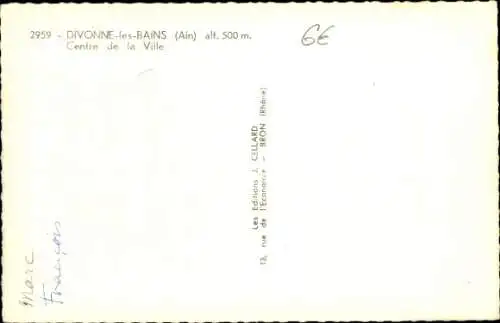 2959 - DIVONNE-les-BAINS (Ain) alt. 500 m.
Centre de la Ville
6€
Les Editions J. CELLARD
13, rue de l'Economie - BRON (Rhône)
Marc
François